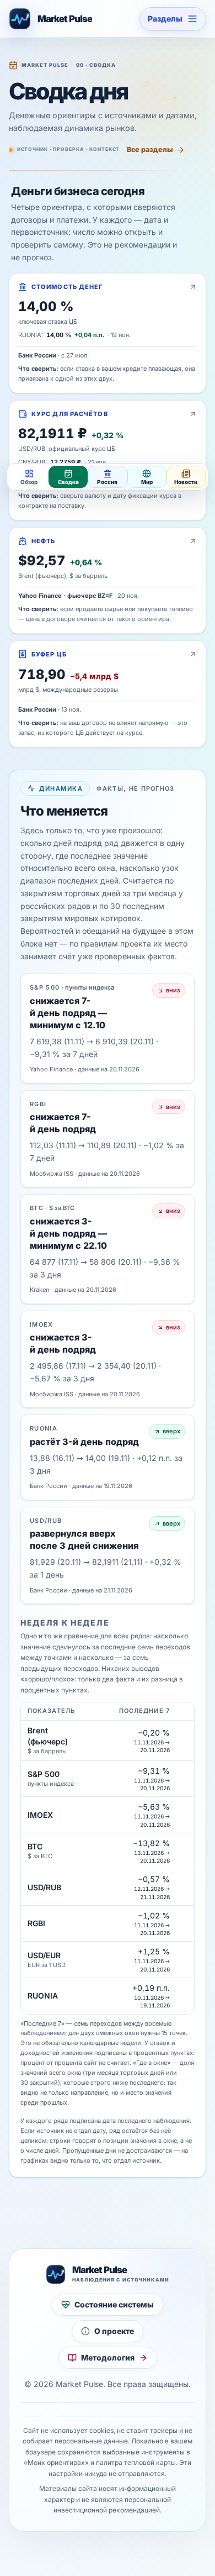 Market Pulse
Разделы
MARKET PULSE | 00 · СВОДКА
Сводка дня
Денежные ориентиры с источниками и датами, наблюдаемая динамика рынков.
ИСТОЧНИК · ПРОВЕРКА · КОНТЕКСТ
Все разделы →
Деньги бизнеса сегодня
Четыре ориентира, с которыми сверяются договоры и платежи. У каждого — дата и первоисточник: число можно открыть и проверить самому. Это не рекомендации и не прогноз.
СТОИМОСТЬ ДЕНЕГ
14,00 %
ключевая ставка ЦБ
RUONIA: 14,00 % +0,04 п.п. · 19 ноя.
Банк России · с 27 июл.
Что сверить: если ставка в вашем кредите плавающая, она привязана к одной из этих двух.
КУРС ДЛЯ РАСЧЁТОВ
82,1911 ₽ +0,32 %
USD/RUB, официальный курс ЦБ
CNY/RUB: 12,2759 ₽ · 21 ноя.
Обзор
Сводка
Россия
Мир
Новости
Что сверить: сверьте валюту и дату фиксации курса в контракте на поставку.
НЕФТЬ
$92,57 +0,64 %
Brent (фьючерс), $ за баррель
Yahoo Finance · фьючерс BZ=F · 20 ноя.
Что сверить: если продаёте сырьё или покупаете топливо — цена в договоре считается от такого ориентира.
БУФЕР ЦБ
718,90 −5,4 млрд $
млрд $, международные резервы
Банк России · 13 ноя.
Что сверить: на ваш договор не влияет напрямую — это запас, из которого ЦБ действует на курсе.
ДИНАМИКА
ФАКТЫ, НЕ ПРОГНОЗ
Что меняется
Здесь только то, что уже произошло: сколько дней подряд ряд движется в одну сторону, где последнее значение относительно всего окна, насколько узок диапазон последних дней. Считается по закрытиям торговых дней за три месяца у российских рядов и по 30 последним закрытиям мировых котировок. Вероятностей и обещаний на будущее в этом блоке нет — по правилам проекта их место занимает счёт уже проверенных фактов.
S&P 500 · пункты индекса
вниз
снижается 7-й день подряд — минимум с 12.10
7 619,38 (11.11) → 6 910,39 (20.11) · −9,31 % за 7 дней
Yahoo Finance · данные на 20.11.2026
RGBI
вниз
снижается 7-й день подряд
112,03 (11.11) → 110,89 (20.11) · −1,02 % за 7 дней
Мосбиржа ISS · данные на 20.11.2026
BTC · $ за BTC
вниз
снижается 3-й день подряд — минимум с 22.10
64 877 (17.11) → 58 806 (20.11) · −9,36 % за 3 дня
Kraken · данные на 20.11.2026
IMOEX
вниз
снижается 3-й день подряд
2 495,86 (17.11) → 2 354,40 (20.11) · −5,67 % за 3 дня
Мосбиржа ISS · данные на 20.11.2026
RUONIA
вверх
растёт 3-й день подряд
13,88 (16.11) → 14,00 (19.11) · +0,12 п.п. за 3 дня
Банк России · данные на 19.11.2026
USD/RUB
вверх
развернулся вверх после 3 дней снижения
81,929 (20.11) → 82,1911 (21.11) · +0,32 % за 1 день
Банк России · данные на 21.11.2026
НЕДЕЛЯ К НЕДЕЛЕ
Одно и то же сравнение для всех рядов: насколько значение сдвинулось за последние семь переходов между точками и насколько — за семь предыдущих переходов. Никаких выводов «хорошо/плохо»: только два факта и их разница в процентных пунктах.
ПОКАЗАТЕЛЬ
ПОСЛЕДНИЕ 7
Brent (фьючерс)
$ за баррель
−0,20 %
11.11.2026 → 20.11.2026
S&P 500
пункты индекса
−9,31 %
11.11.2026 → 20.11.2026
IMOEX
−5,63 %
11.11.2026 → 20.11.2026
BTC
$ за BTC
−13,82 %
13.11.2026 → 20.11.2026
USD/RUB
−0,57 %
12.11.2026 → 21.11.2026
RGBI
−1,02 %
11.11.2026 → 20.11.2026
USD/EUR
EUR за 1 USD
+1,25 %
11.11.2026 → 20.11.2026
RUONIA
+0,19 п.п.
10.11.2026 → 19.11.2026
«Последние 7» — семь переходов между восемью наблюдениями; для двух смежных окон нужны 15 точек. Это не обязательно календарные недели. У ставок и доходностей изменения подписаны в процентных пунктах: процент от процента сайт не считает. «Где в окне» — доля значений всего окна (три месяца торговых дней или 30 закрытий), которые строго ниже последнего: так видно не только направление, но и место значения среди прошлых.
У каждого ряда подписана дата последнего наблюдения. Если источник не отдал дату, ряд остаётся без неё целиком: строки говорят о позиции значения в окне, а не о числе дней. Пропущенные дни не достраиваются — на графиках видно только то, что отдал источник.
Market Pulse
НАБЛЮДЕНИЯ С ИСТОЧНИКАМИ
Состояние системы
О проекте
Методология →
© 2026 Market Pulse. Все права защищены.
Сайт не использует cookies, не ставит трекеры и не собирает персональные данные. Локально в вашем браузере сохраняются выбранные инструменты в «Моих ориентирах» и палитра тепловой карты. Эти настройки никуда не отправляются.
Материалы сайта носят информационный характер и не являются персональной инвестиционной рекомендацией.